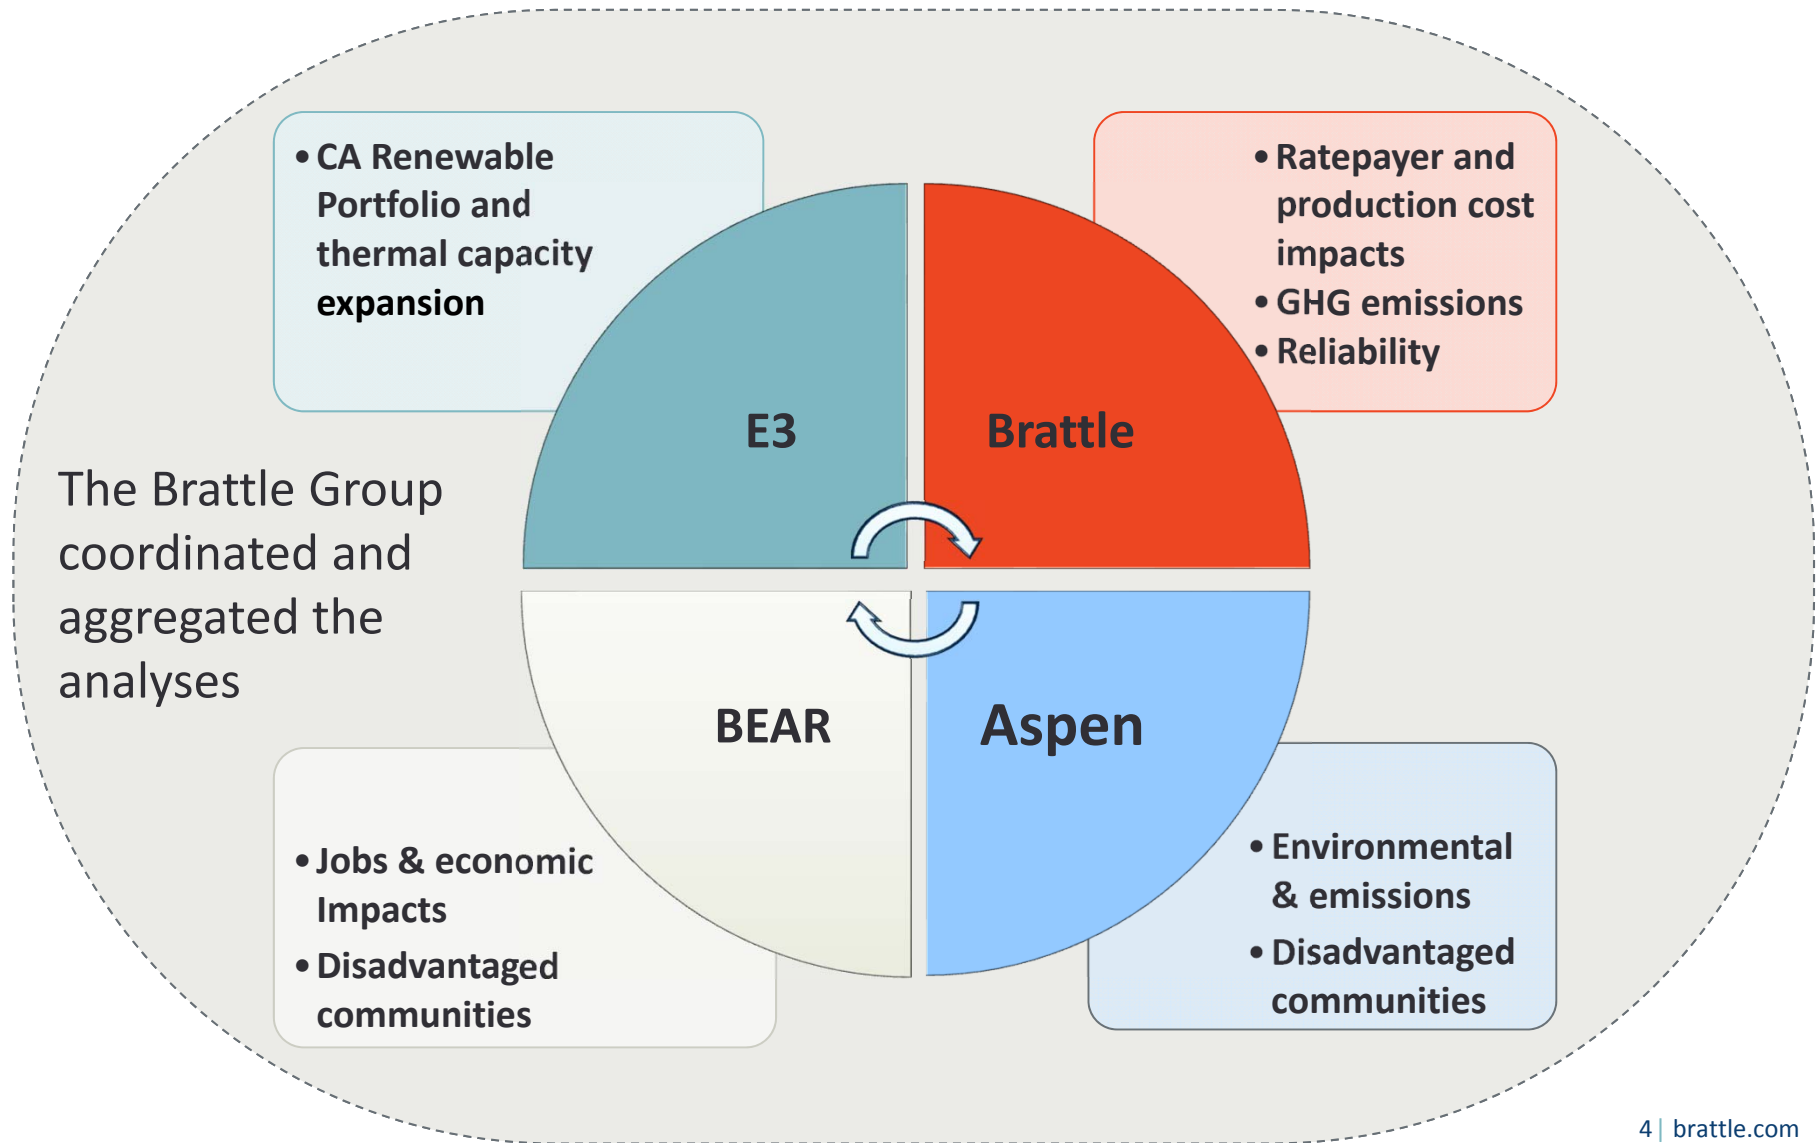 • CA Renewable
Portfolio and
thermal capacity
expansion
• Ratepayer and
production cost
impacts
• GHG emissions
• Reliability
E3
Brattle
The Brattle Group
coordinated and
aggregated the
analyses
BEAR
Aspen
• Jobs & economic
Impacts
• Disadvantaged
communities
• Environmental
& emissions
• Disadvantaged
communities
4| brattle.com